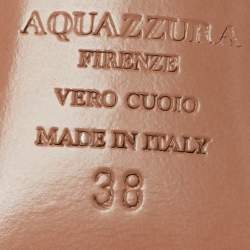 AQUAZZURA
FIRENZE
VERO CUOIO
MADE IN ITALY
38